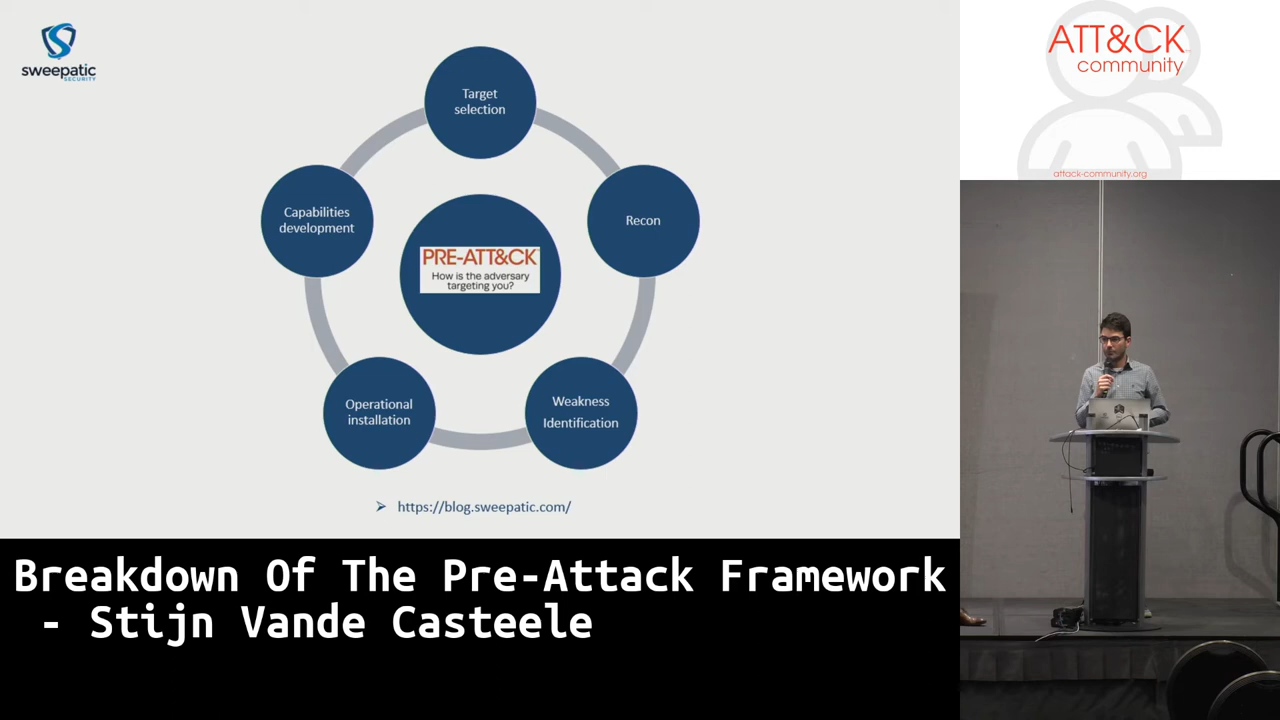 sweepatic
SECURITY
Target
selection
Capabilities
development
Recon
PRE-ATT&CK
How is the adversary
targeting you?
Operational
installation
Weakness
Identification
➢ https://blog.sweepatic.com/
Breakdown Of The Pre-Attack Framework
- Stijn Vande Casteele
ATT&CK
community
attack-community.org